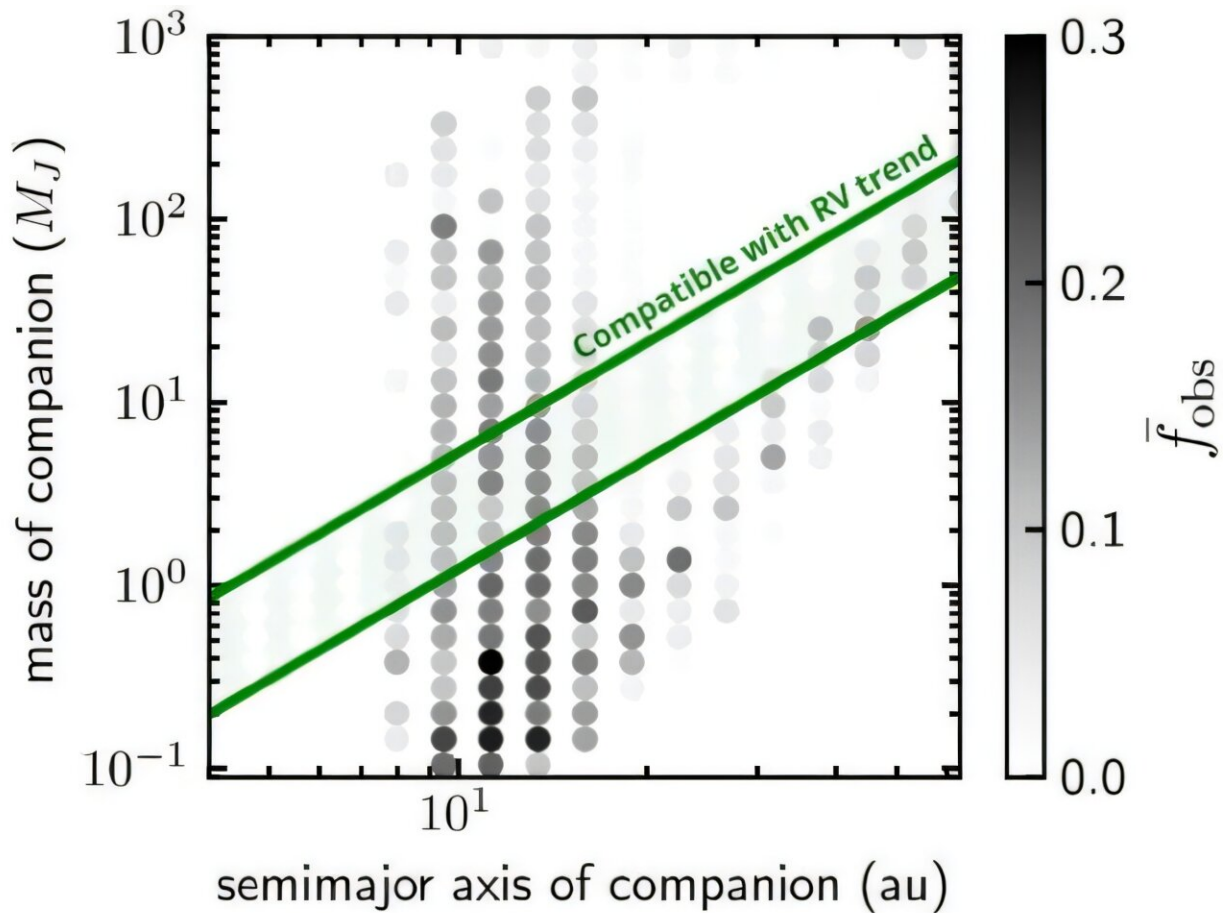 10³
10²
10¹
10⁰
10⁻¹
mass of companion (M_J)
Compatible with RV trend
10¹
semimajor axis of companion (au)
0.3
0.2
0.1
0.0
f̄_obs